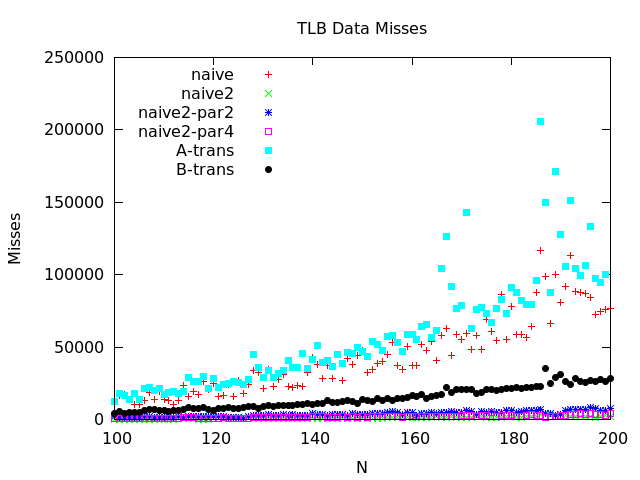 TLB Data Misses
250000
200000
150000
100000
50000
0
Misses
naive
naive2
naive2-par2
naive2-par4
A-trans
B-trans
100
120
140
160
180
200
N